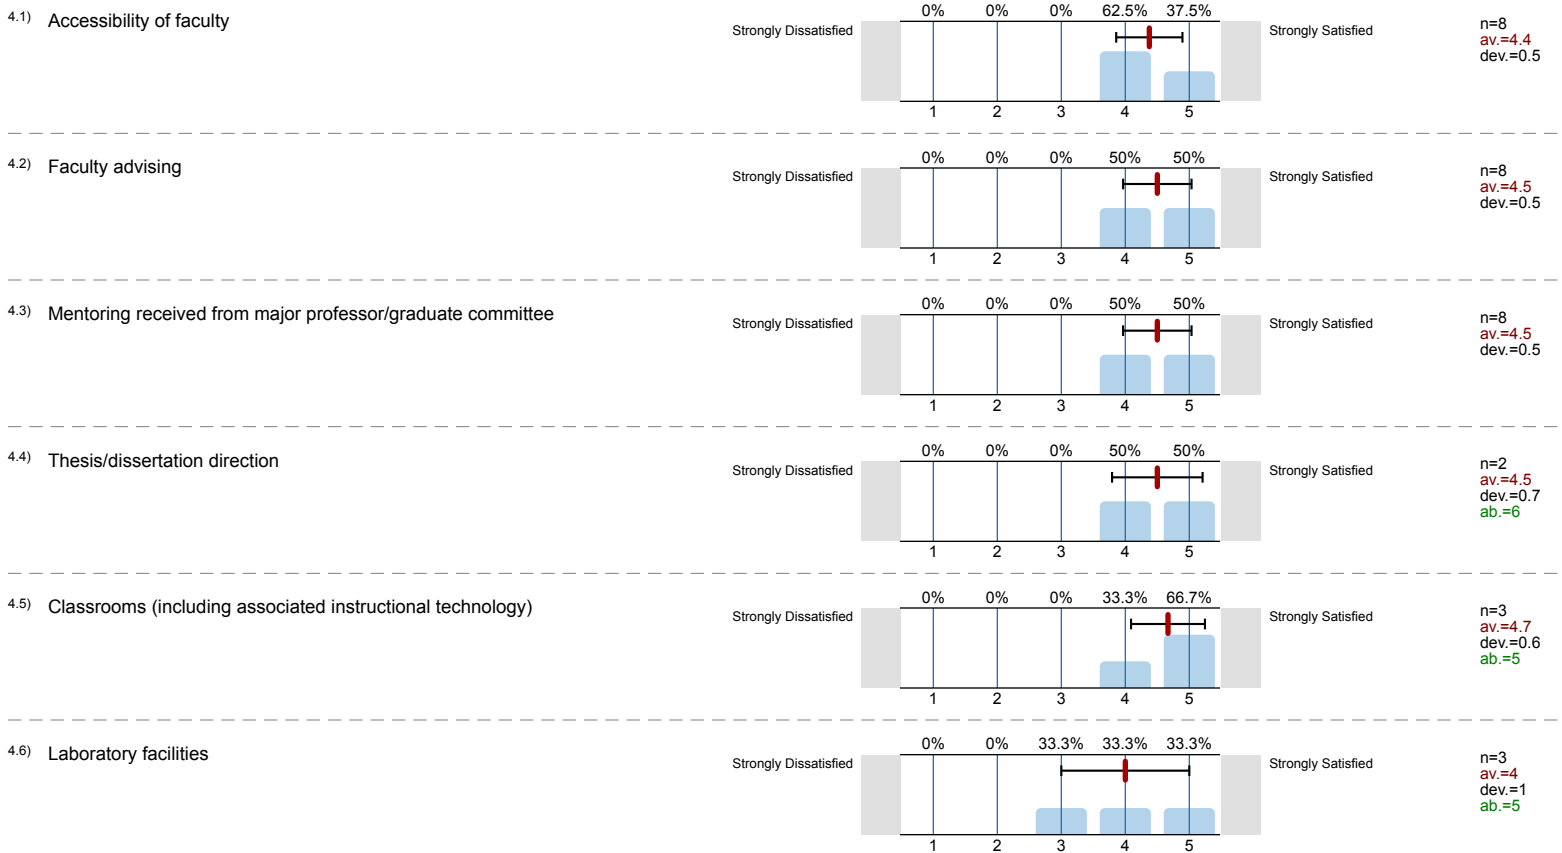 4.1) Accessibility of faculty
0% 0% 0% 62.5% 37.5%
Strongly Dissatisfied Strongly Satisfied
n=8
av.=4.4
dev.=0.5
1 2 3 4 5
4.2) Faculty advising
0% 0% 0% 50% 50%
Strongly Dissatisfied Strongly Satisfied
n=8
av.=4.5
dev.=0.5
1 2 3 4 5
4.3) Mentoring received from major professor/graduate committee
0% 0% 0% 50% 50%
Strongly Dissatisfied Strongly Satisfied
n=8
av.=4.5
dev.=0.5
1 2 3 4 5
4.4) Thesis/dissertation direction
0% 0% 0% 50% 50%
Strongly Dissatisfied Strongly Satisfied
n=2
av.=4.5
dev.=0.7
ab.=6
1 2 3 4 5
4.5) Classrooms (including associated instructional technology)
0% 0% 0% 33.3% 66.7%
Strongly Dissatisfied Strongly Satisfied
n=3
av.=4.7
dev.=0.6
ab.=5
1 2 3 4 5
4.6) Laboratory facilities
0% 0% 33.3% 33.3% 33.3%
Strongly Dissatisfied Strongly Satisfied
n=3
av.=4
dev.=1
ab.=5
1 2 3 4 5